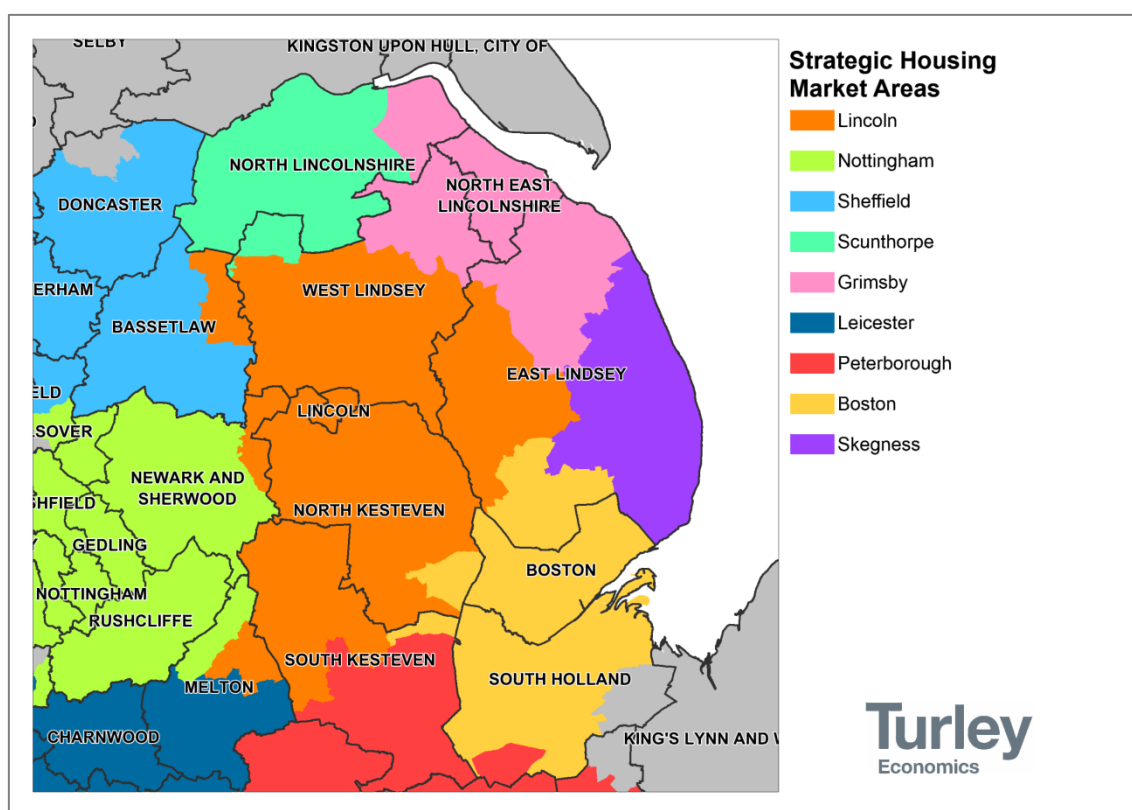 SELBY
KINGSTON UPON HULL, CITY OF
NORTH LINCOLNSHIRE
DONCASTER
NORTH EAST
LINCOLNSHIRE
ERHAM
WEST LINDSEY
BASSETLAW
EAST LINDSEY
ELD
LINCOLN
LSOVER
NEWARK AND
SHERWOOD
SHFIELD
NORTH KESTEVEN
GEDLING
BOSTON
NOTTINGHAM
RUSHCLIFFE
SOUTH KESTEVEN
MELTON
SOUTH HOLLAND
CHARNWOOD
KING'S LYNN AND W
Strategic Housing
Market Areas
Lincoln
Nottingham
Sheffield
Scunthorpe
Grimsby
Leicester
Peterborough
Boston
Skegness
Turley
Economics